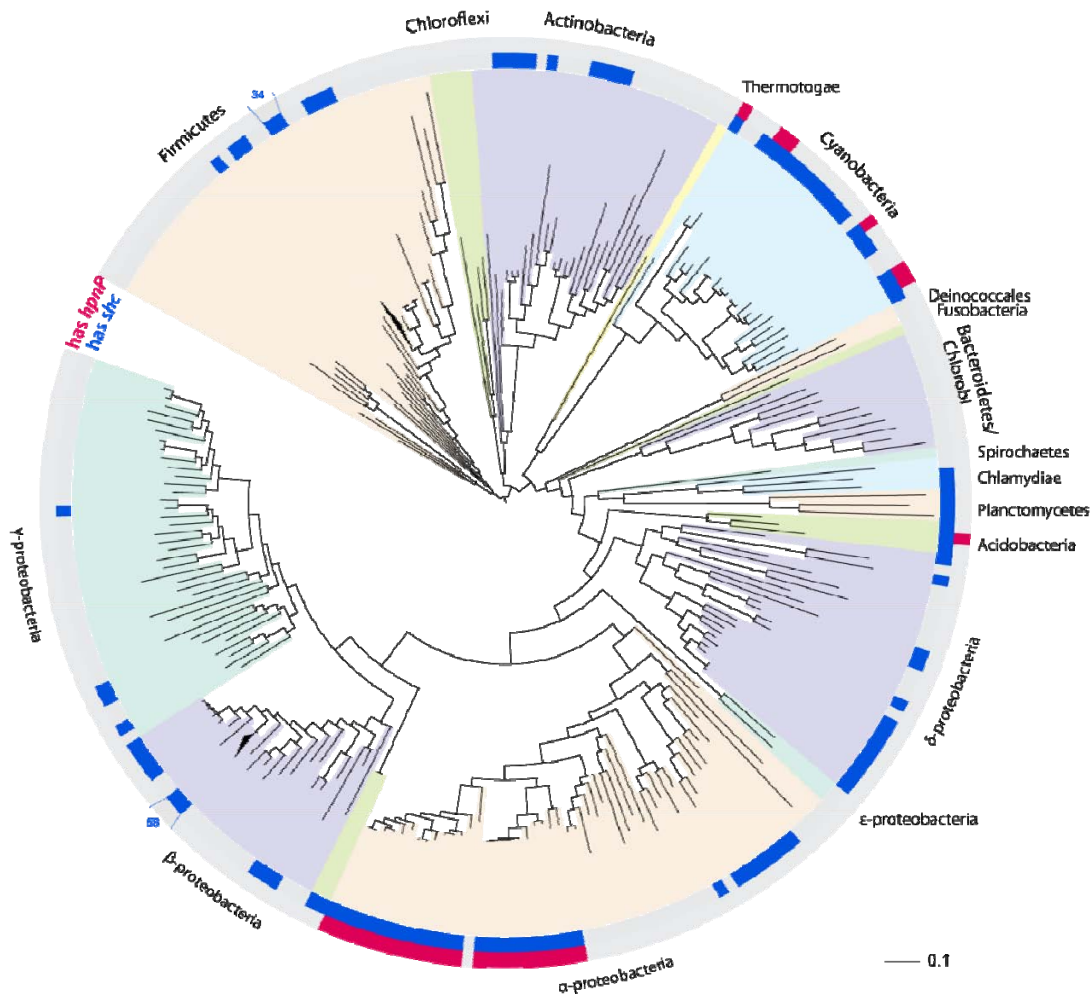 Chloroflexi
Actinobacteria
Thermotogae
Cyanobacteria
Deinococcales
Fusobacteria
Bacteroidetes/
Chlorobi
Spirochaetes
Chlamydiae
Planctomycetes
Acidobacteria
δ-proteobacteria
ε-proteobacteria
0.1
α-proteobacteria
β-proteobacteria
58
γ-proteobacteria
has hpnP
has shc
Firmicutes
34